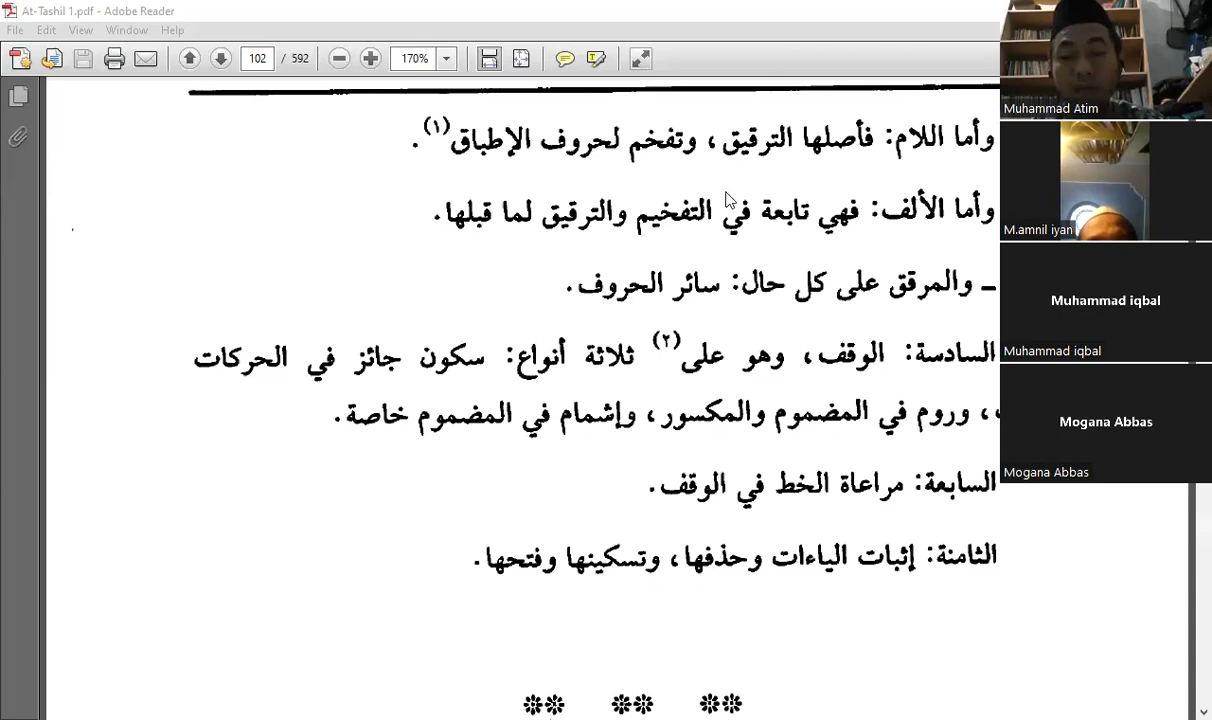 At-Tashil 1.pdf - Adobe Reader
File Edit View Window Help
102 / 592 170%
وأما اللام: فأصلها الترقيق، وتفخم لحروف الإطباق(١).
وأما الألف: فهي تابعة في التفخيم والترقيق لما قبلها.
ـ والمرقق على كل حال: سائر الحروف.
السادسة: الوقف، وهو على(٢) ثلاثة أنواع: سكون جائز في الحركات
، وروم في المضموم والمكسور، وإشمام في المضموم خاصة.
السابعة: مراعاة الخط في الوقف.
الثامنة: إثبات الياءات وحذفها، وتسكينها وفتحها.
Muhammad Atim
M.amnil iyan
Muhammad iqbal
Muhammad iqbal
Mogana Abbas
Mogana Abbas